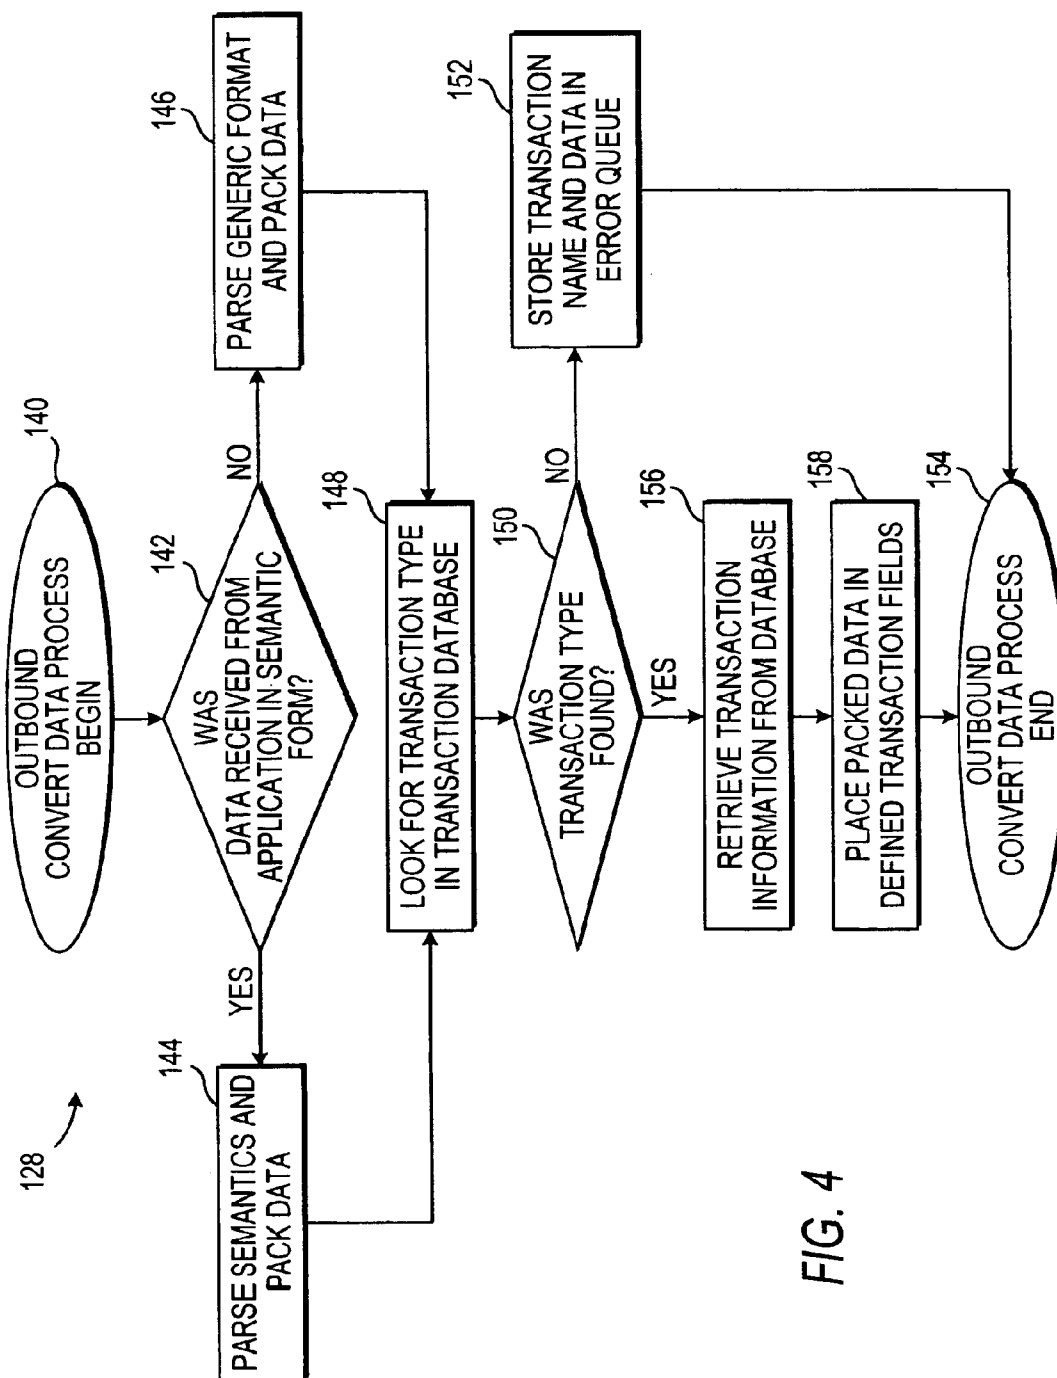 128
140
OUTBOUND
CONVERT DATA PROCESS
BEGIN
142
WAS
DATA RECEIVED FROM
APPLICATION IN SEMANTIC
FORM?
YES
NO
144
PARSE SEMANTICS AND
PACK DATA
146
PARSE GENERIC FORMAT
AND PACK DATA
148
LOOK FOR TRANSACTION TYPE
IN TRANSACTION DATABASE
150
WAS
TRANSACTION TYPE
FOUND?
NO
YES
152
STORE TRANSACTION
NAME AND DATA IN
ERROR QUEUE
156
RETRIEVE TRANSACTION
INFORMATION FROM DATABASE
158
PLACE PACKED DATA IN
DEFINED TRANSACTION FIELDS
154
OUTBOUND
CONVERT DATA PROCESS
END
FIG. 4